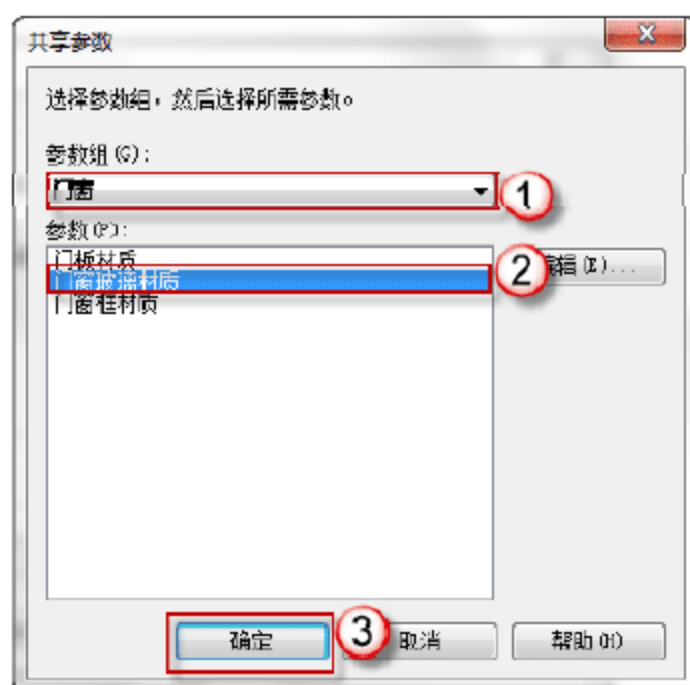 共享参数
选择参数组，然后选择所需参数。
参数组(G)：
门窗
1
参数(P)：
门板材质
门窗玻璃材质
门窗框材质
2
编辑(E)...
确定
3
取消
帮助(H)